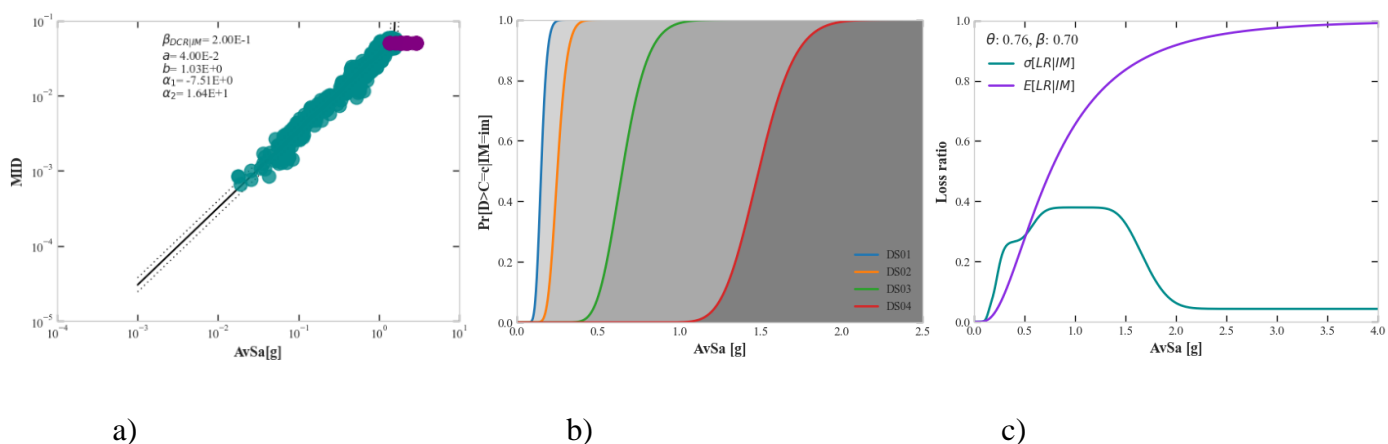 β_{DCR|IM} = 2.00E-1
a= 4.00E-2
b= 1.03E+0
α₁= -7.51E+0
α₂= 1.64E+1
MID
10⁻¹
10⁻²
10⁻³
10⁻⁴
10⁻⁵
10⁻⁴ 10⁻³ 10⁻² 10⁻¹ 10⁰ 10¹
AvSa[g]
a)
Pr[D>C=c|IM=im]
1.0
0.8
0.6
0.4
0.2
0.0
DS01
DS02
DS03
DS04
0.0 0.5 1.0 1.5 2.0 2.5
AvSa [g]
b)
θ: 0.76, β: 0.70
σ[LR|IM]
E[LR|IM]
Loss ratio
1.0
0.8
0.6
0.4
0.2
0.0
0.0 0.5 1.0 1.5 2.0 2.5 3.0 3.5 4.0
AvSa [g]
c)